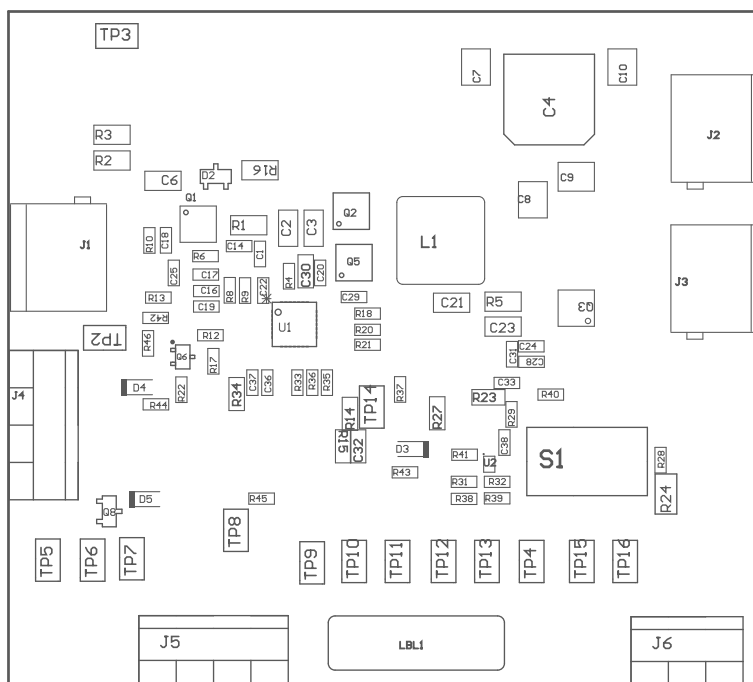 TP3
C7
C10
C4
J2
R3
R2
C6
D2
R16
C9
C8
Q1
R1
C2
C3
Q2
L1
J1
R10
C18
C14
C1
R6
Q5
J3
C25
C17
R4
C30
C20
C16
R8
R9
C22
C29
C21
R5
Q3
R13
C19
R42
U1
R18
R20
R21
C23
TP2
R46
R12
Q6
R17
C31
C24
C28
J4
D4
R22
R34
C37
C36
R33
R36
R35
R37
C33
R23
R40
R44
TP14
R14
R27
R29
R15
C32
D3
C38
R41
U2
S1
R28
R43
R31
R32
R24
D5
R45
R38
R39
Q8
TP8
TP5
TP6
TP7
TP9
TP10
TP11
TP12
TP13
TP4
TP15
TP16
J5
LBL1
J6